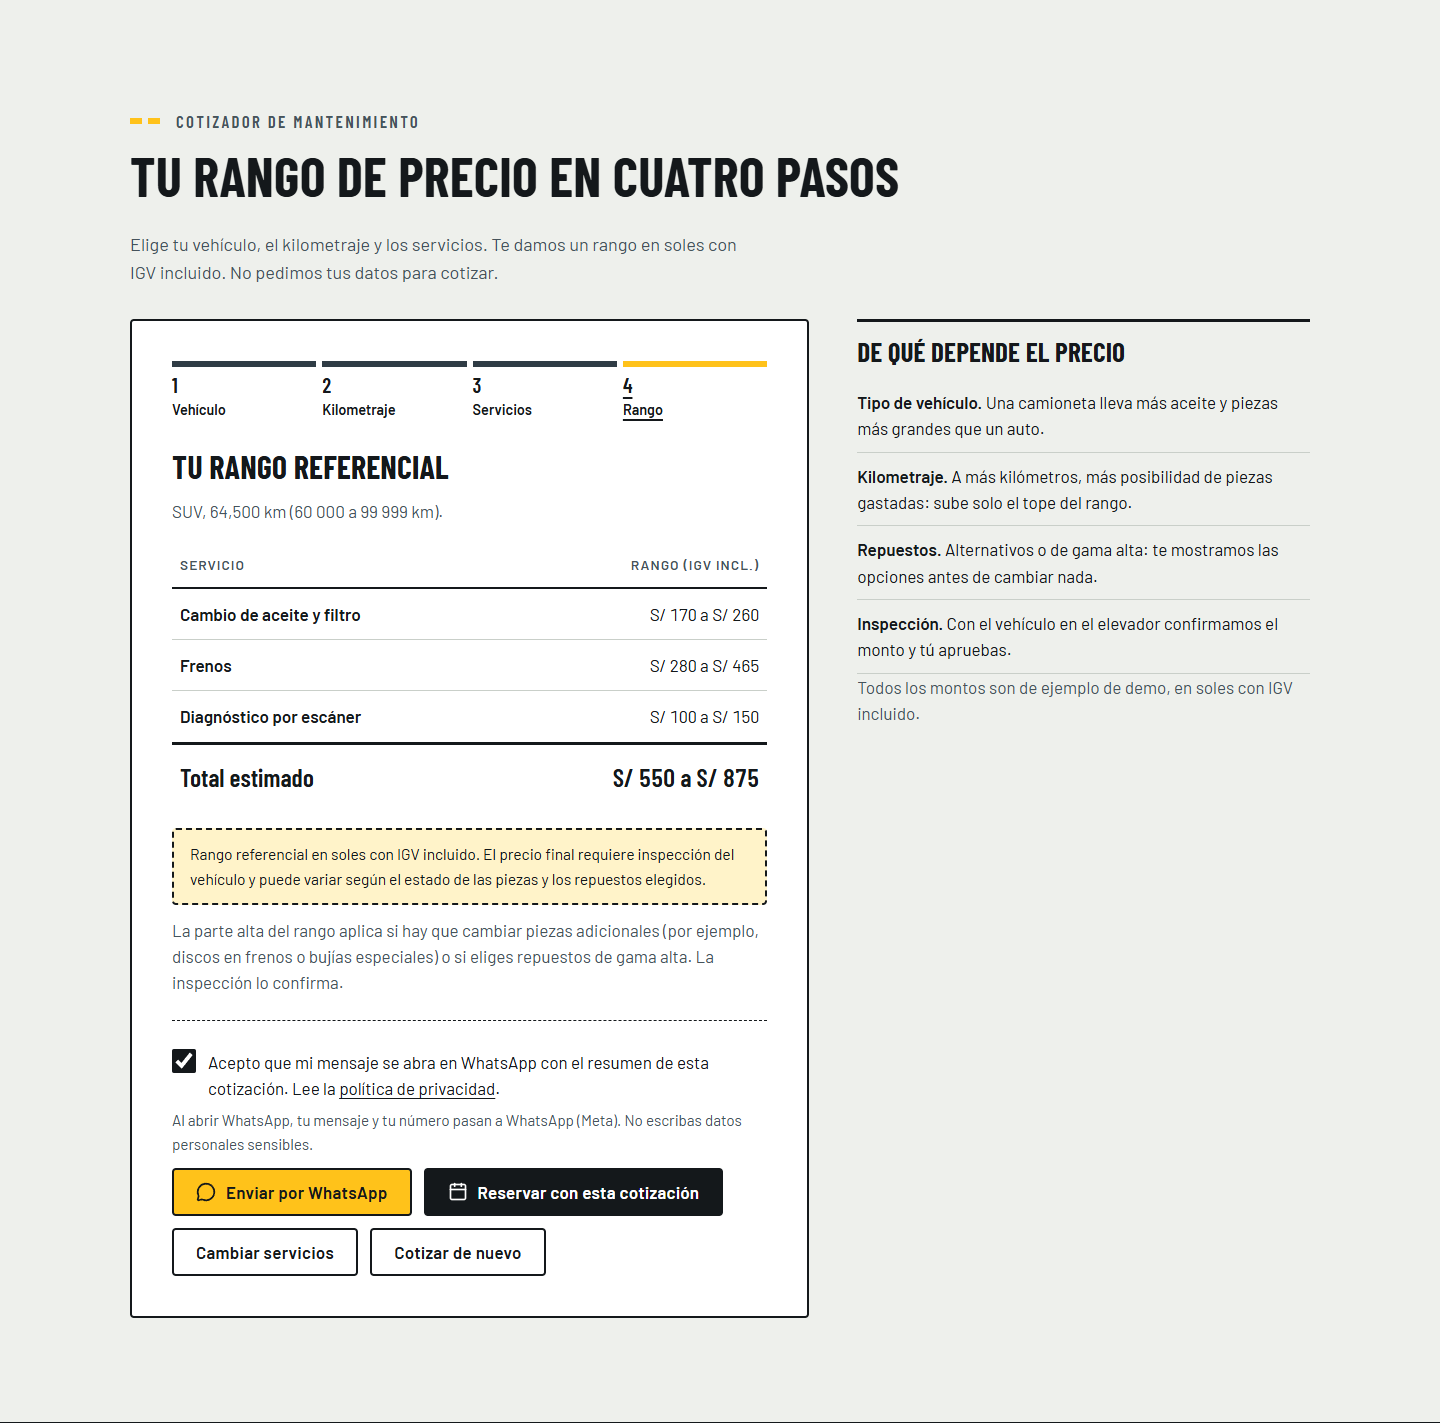 COTIZADOR DE MANTENIMIENTO
TU RANGO DE PRECIO EN CUATRO PASOS
Elige tu vehículo, el kilometraje y los servicios. Te damos un rango en soles con
IGV incluido. No pedimos tus datos para cotizar.
1
Vehículo
2
Kilometraje
3
Servicios
4
Rango
TU RANGO REFERENCIAL
SUV, 64,500 km (60 000 a 99 999 km).
SERVICIO RANGO (IGV INCL.)
Cambio de aceite y filtro S/ 170 a S/ 260
Frenos S/ 280 a S/ 465
Diagnóstico por escáner S/ 100 a S/ 150
Total estimado S/ 550 a S/ 875
Rango referencial en soles con IGV incluido. El precio final requiere inspección del
vehículo y puede variar según el estado de las piezas y los repuestos elegidos.
La parte alta del rango aplica si hay que cambiar piezas adicionales (por ejemplo,
discos en frenos o bujías especiales) o si eliges repuestos de gama alta. La
inspección lo confirma.
Acepto que mi mensaje se abra en WhatsApp con el resumen de esta
cotización. Lee la política de privacidad.
Al abrir WhatsApp, tu mensaje y tu número pasan a WhatsApp (Meta). No escribas datos
personales sensibles.
Enviar por WhatsApp
Reservar con esta cotización
Cambiar servicios
Cotizar de nuevo
DE QUÉ DEPENDE EL PRECIO
Tipo de vehículo. Una camioneta lleva más aceite y piezas
más grandes que un auto.
Kilometraje. A más kilómetros, más posibilidad de piezas
gastadas: sube solo el tope del rango.
Repuestos. Alternativos o de gama alta: te mostramos las
opciones antes de cambiar nada.
Inspección. Con el vehículo en el elevador confirmamos el
monto y tú apruebas.
Todos los montos son de ejemplo de demo, en soles con IGV
incluido.